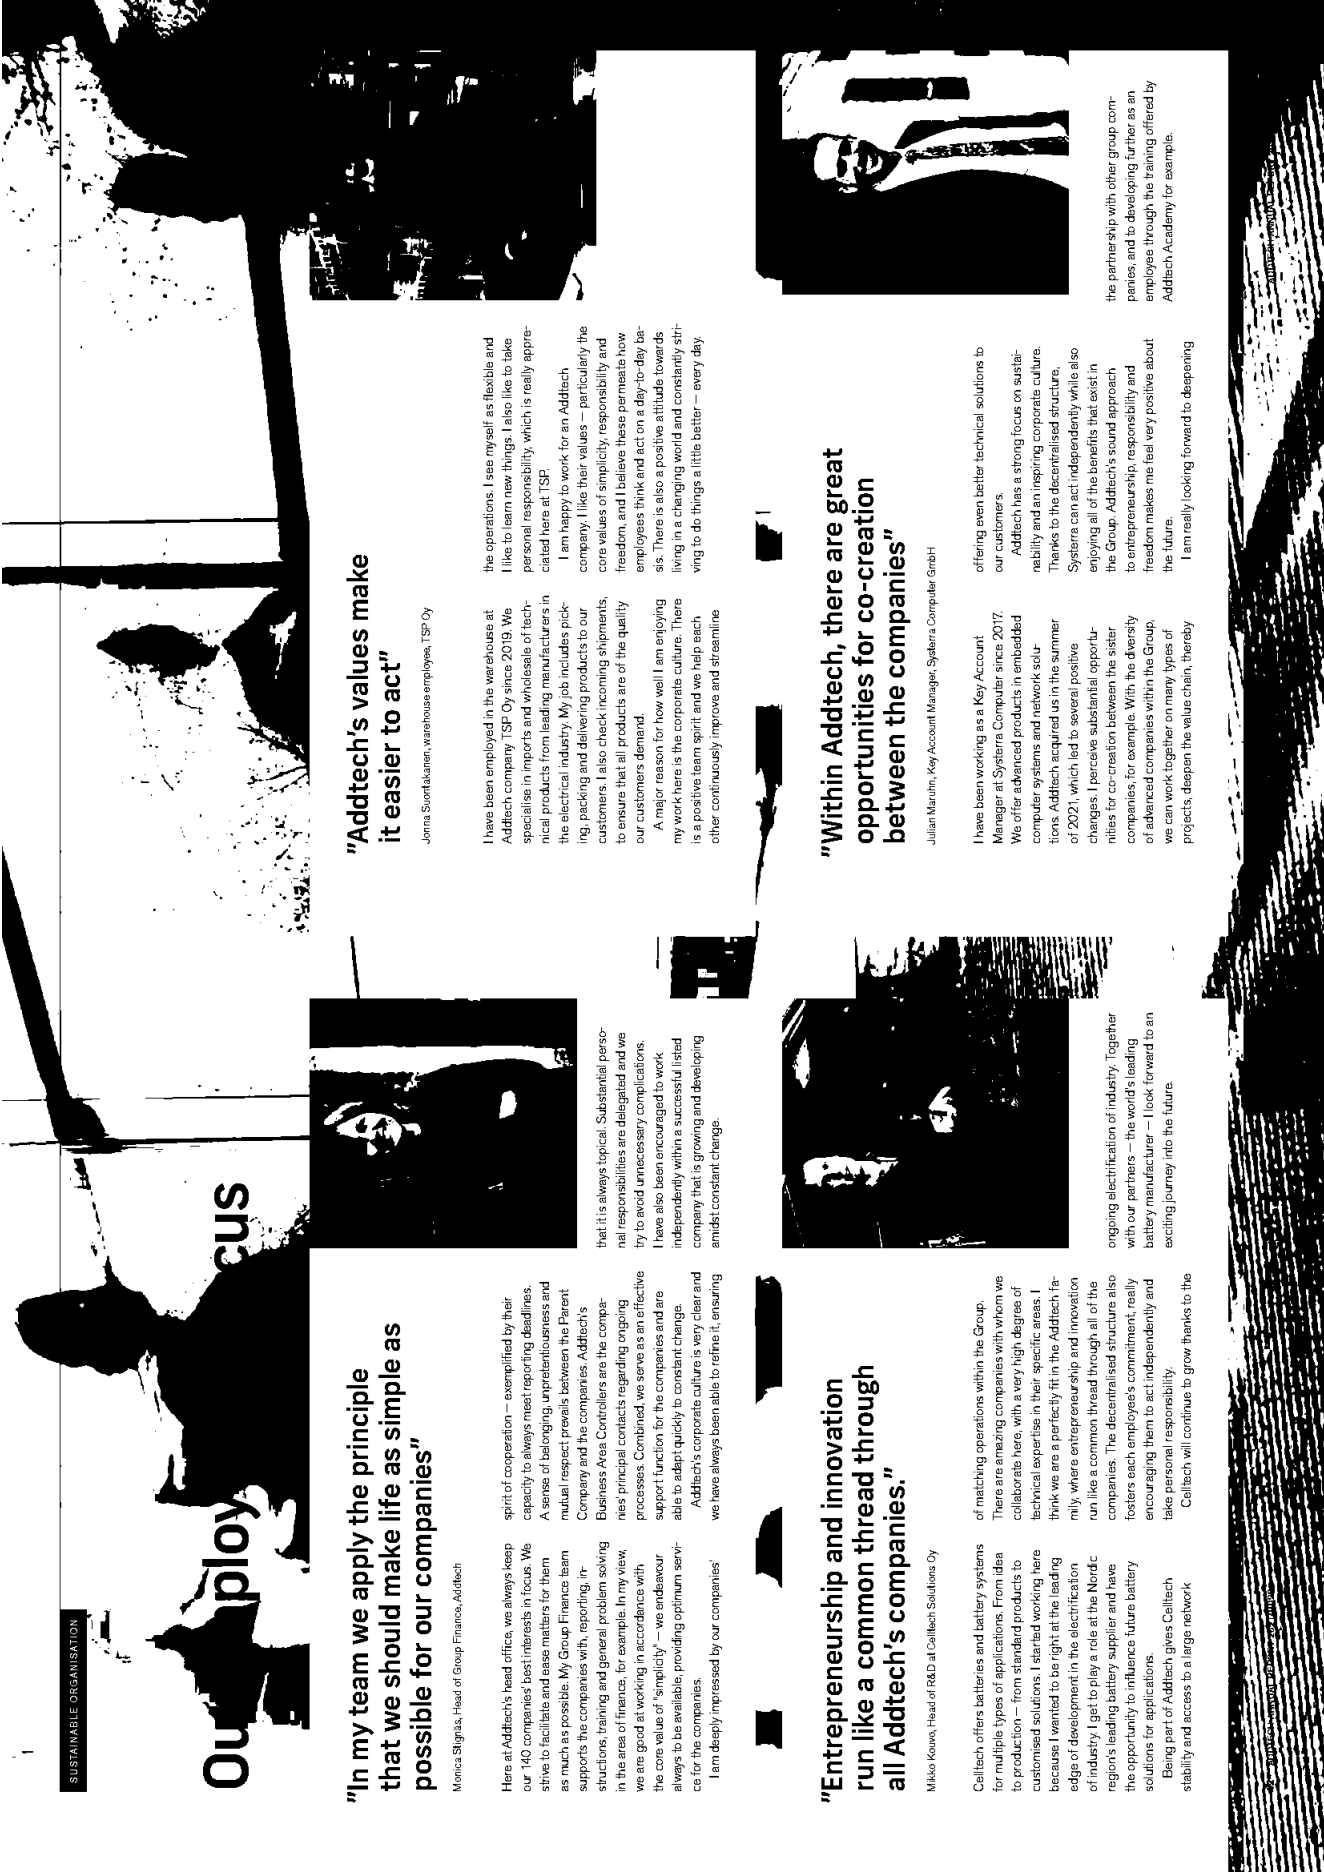 SUSTAINABLE ORGANISATION
"In my team we apply the principle
that we should make life as simple as
possible for our companies"
Monica Stignäs, Head of Group Finance, Addtech
Here at Addtech's head office, we always keep
our 140 companies' best interests in focus. We
strive to facilitate and ease matters for them
as much as possible. My Group Finance team
supports the companies with, reporting, in-
structions, training and general problem solving
in the area of finance, for example. In my view,
we are good at working in accordance with
the core value of "simplicity" – we endeavour
always to be available, providing optimum servi-
ce for the companies.
I am deeply impressed by our companies'
spirit of cooperation – exemplified by their
capacity to always meet reporting deadlines.
A sense of belonging, unpretentiousness and
mutual respect prevails between the Parent
Company and the companies. Addtech's
Business Area Controllers are the compa-
nies' principal contacts regarding ongoing
processes. Combined, we serve as an effective
support function for the companies and are
able to adapt quickly to constant change.
Addtech's corporate culture is very clear and
we have always been able to refine it, ensuring
that it is always topical. Substantial perso-
nal responsibilities are delegated and we
try to avoid unnecessary complications.
I have also been encouraged to work
independently within a successful listed
company that is growing and developing
amidst constant change.
"Entrepreneurship and innovation
run like a common thread through
all Addtech's companies."
Mikko Kouvo, Head of R&D at Celltech Solutions Oy
Celltech offers batteries and battery systems
for multiple types of applications. From idea
to production – from standard products to
customised solutions. I started working here
because I wanted to be right at the leading
edge of development in the electrification
of industry. I get to play a role at the Nordic
region's leading battery supplier and have
the opportunity to influence future battery
solutions for applications.
Being part of Addtech gives Celltech
stability and access to a large network
of matching operations within the Group.
There are amazing companies with whom we
collaborate here, with a very high degree of
technical expertise in their specific areas. I
think we are a perfectly fit in the Addtech fa-
mily, where entrepreneurship and innovation
run like a common thread through all of the
companies. The decentralised structure also
fosters each employee's commitment, really
encouraging them to act independently and
take personal responsibility.
Celltech will continue to grow thanks to the
ongoing electrification of industry. Together
with our partners – the world's leading
battery manufacturer – I look forward to an
exciting journey into the future.
"Addtech's values make
it easier to act"
Jonna Suontakanen, warehouse employee, TSP Oy
I have been employed in the warehouse at
Addtech company TSP Oy since 2019. We
specialise in imports and wholesale of tech-
nical products from leading manufacturers in
the electrical industry. My job includes pick-
ing, packing and delivering products to our
customers. I also check incoming shipments,
to ensure that all products are of the quality
our customers demand.
A major reason for how well I am enjoying
my work here is the corporate culture. There
is a positive team spirit and we help each
other continuously improve and streamline
the operations. I see myself as flexible and
I like to learn new things. I also like to take
personal responsibility, which is really appre-
ciated here at TSP.
I am happy to work for an Addtech
company. I like their values – particularly the
core values of simplicity, responsibility and
freedom, and I believe these permeate how
employees think and act on a day-to-day ba-
sis. There is also a positive attitude towards
living in a changing world and constantly stri-
ving to do things a little better – every day.
"Within Addtech, there are great
opportunities for co-creation
between the companies"
Julian Maruhn, Key Account Manager, Systerra Computer GmbH
I have been working as a Key Account
Manager at Systerra Computer since 2017.
We offer advanced products in embedded
computer systems and network solu-
tions. Addtech acquired us in the summer
of 2021, which led to several positive
changes. I perceive substantial opportu-
nities for co-creation between the sister
companies, for example. With the diversity
of advanced companies within the Group,
we can work together on many types of
projects, deepen the value chain, thereby
offering even better technical solutions to
our customers.
Addtech has a strong focus on sustai-
nability and an inspiring corporate culture.
Thanks to the decentralised structure,
Systerra can act independently while also
enjoying all of the benefits that exist in
the Group. Addtech's sound approach
to entrepreneurship, responsibility and
freedom makes me feel very positive about
the future.
I am really looking forward to deepening
the partnership with other group com-
panies, and to developing further as an
employee through the training offered by
Addtech Academy for example.